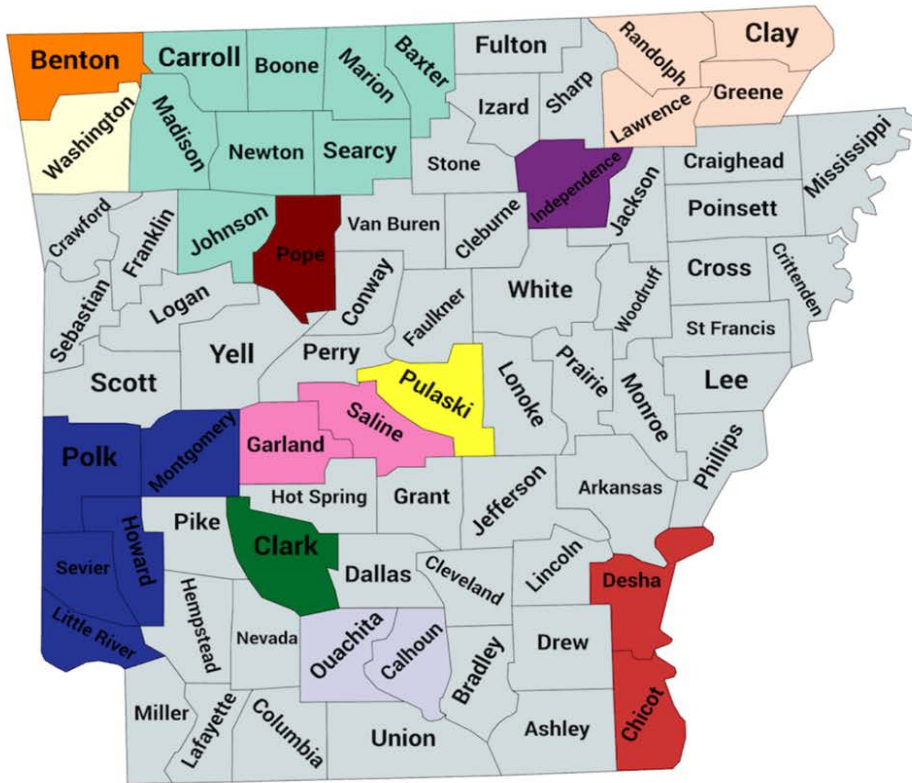 Benton
Carroll
Boone
Marion
Baxter
Fulton
Sharp
Randolph
Clay
Izard
Lawrence
Greene
Washington
Madison
Newton
Searcy
Stone
Independence
Jackson
Craighead
Mississippi
Poinsett
Crawford
Franklin
Johnson
Pope
Van Buren
Cleburne
Cross
Crittenden
Sebastian
Logan
Conway
Faulkner
White
Woodruff
St Francis
Yell
Perry
Scott
Pulaski
Lonoke
Prairie
Monroe
Lee
Polk
Montgomery
Garland
Saline
Phillips
Hot Spring
Grant
Jefferson
Arkansas
Howard
Pike
Clark
Sevier
Dallas
Cleveland
Lincoln
Desha
Little River
Hempstead
Nevada
Ouachita
Calhoun
Bradley
Drew
Miller
Lafayette
Columbia
Union
Ashley
Chicot